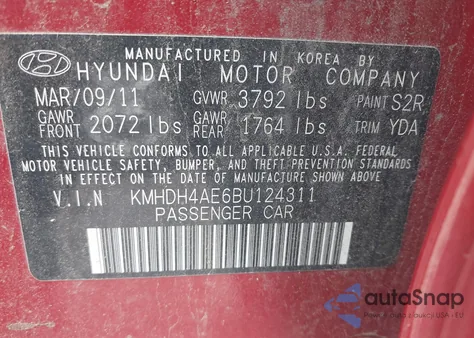 MANUFACTURED IN KOREA BY
HYUNDAI MOTOR COMPANY
MAR/09/11 GVWR 3792 lbs PAINT S2R
GAWR FRONT 2072 lbs GAWR REAR 1764 lbs TRIM YDA
THIS VEHICLE CONFORMS TO ALL U.S.A. FEDERAL
MOTOR VEHICLE SAFETY, BUMPER, AND THEFT PREVENTION STANDARDS
IN EFFECT ON THE DATE OF MANUFACTURE SHOWN ABOVE.
V.I.N KMHDH4AE6BU124311
PASSENGER CAR
autoSnap